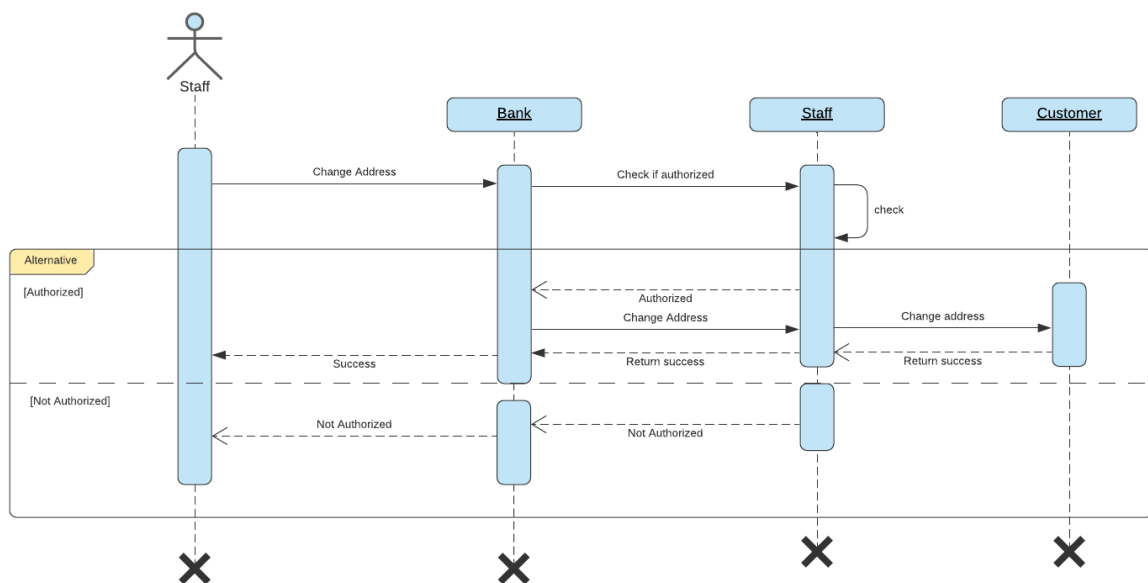 Staff
Bank
Staff
Customer
Change Address
Check if authorized
check
Alternative
[Authorized]
Authorized
Change Address
Change address
Success
Return success
Return success
[Not Authorized]
Not Authorized
Not Authorized